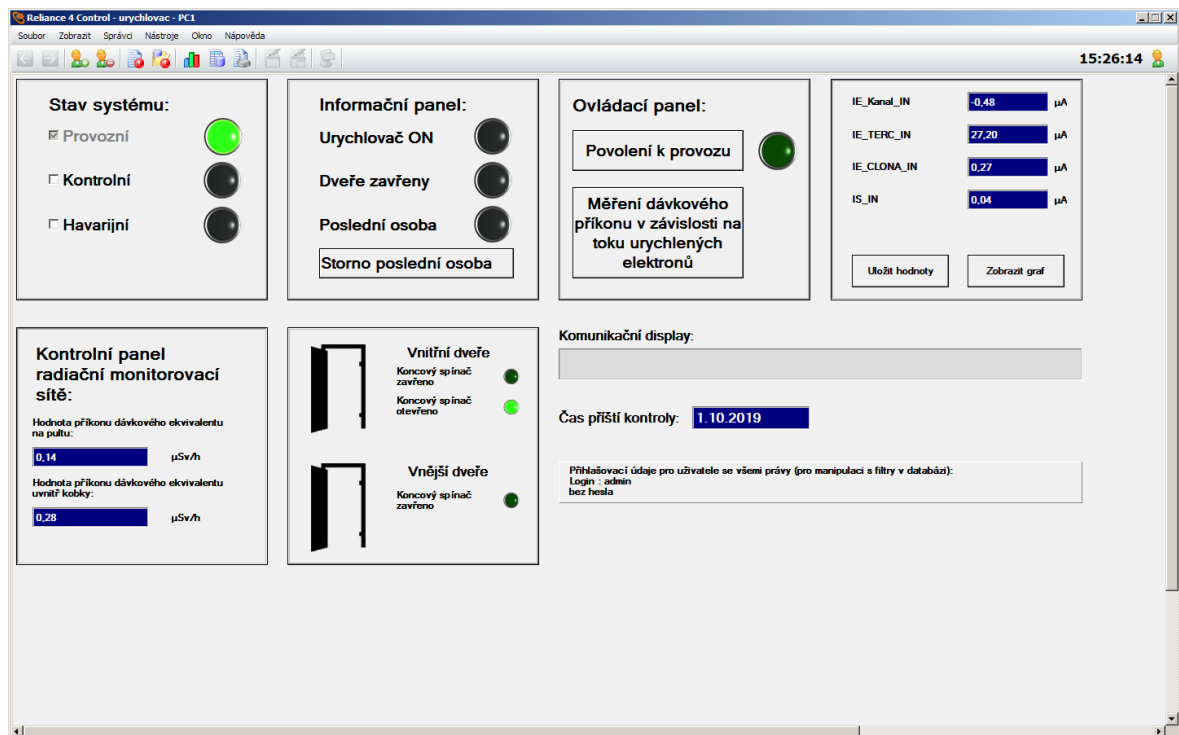 Reliance 4 Control - urychlovac - PC1
Soubor Zobrazit Správci Nástroje Okno Nápověda
15:26:14
Stav systému:
Provozní
Kontrolní
Havarijní
Informační panel:
Urychlovač ON
Dveře zavřeny
Poslední osoba
Storno poslední osoba
Ovládací panel:
Povolení k provozu
Měření dávkového
příkonu v závislosti na
toku urychlených
elektronů
IE_Kanal_IN -0,48 µA
IE_TERC_IN 27,20 µA
IE_CLONA_IN 0,27 µA
IS_IN 0,04 µA
Uložit hodnoty Zobrazit graf
Kontrolní panel
radiační monitorovací
sítě:
Hodnota příkonu dávkového ekvivalentu
na pultu:
0,14 µSv/h
Hodnota příkonu dávkového ekvivalentu
uvnitř kobky:
0,28 µSv/h
Vnitřní dveře
Koncový spínač
zavřeno
Koncový spínač
otevřeno
Vnější dveře
Koncový spínač
zavřeno
Komunikační display:
Čas příští kontroly: 1.10.2019
Přihlašovací údaje pro uživatele se všemi právy (pro manipulaci s filtry v databázi):
Login : admin
bez hesla